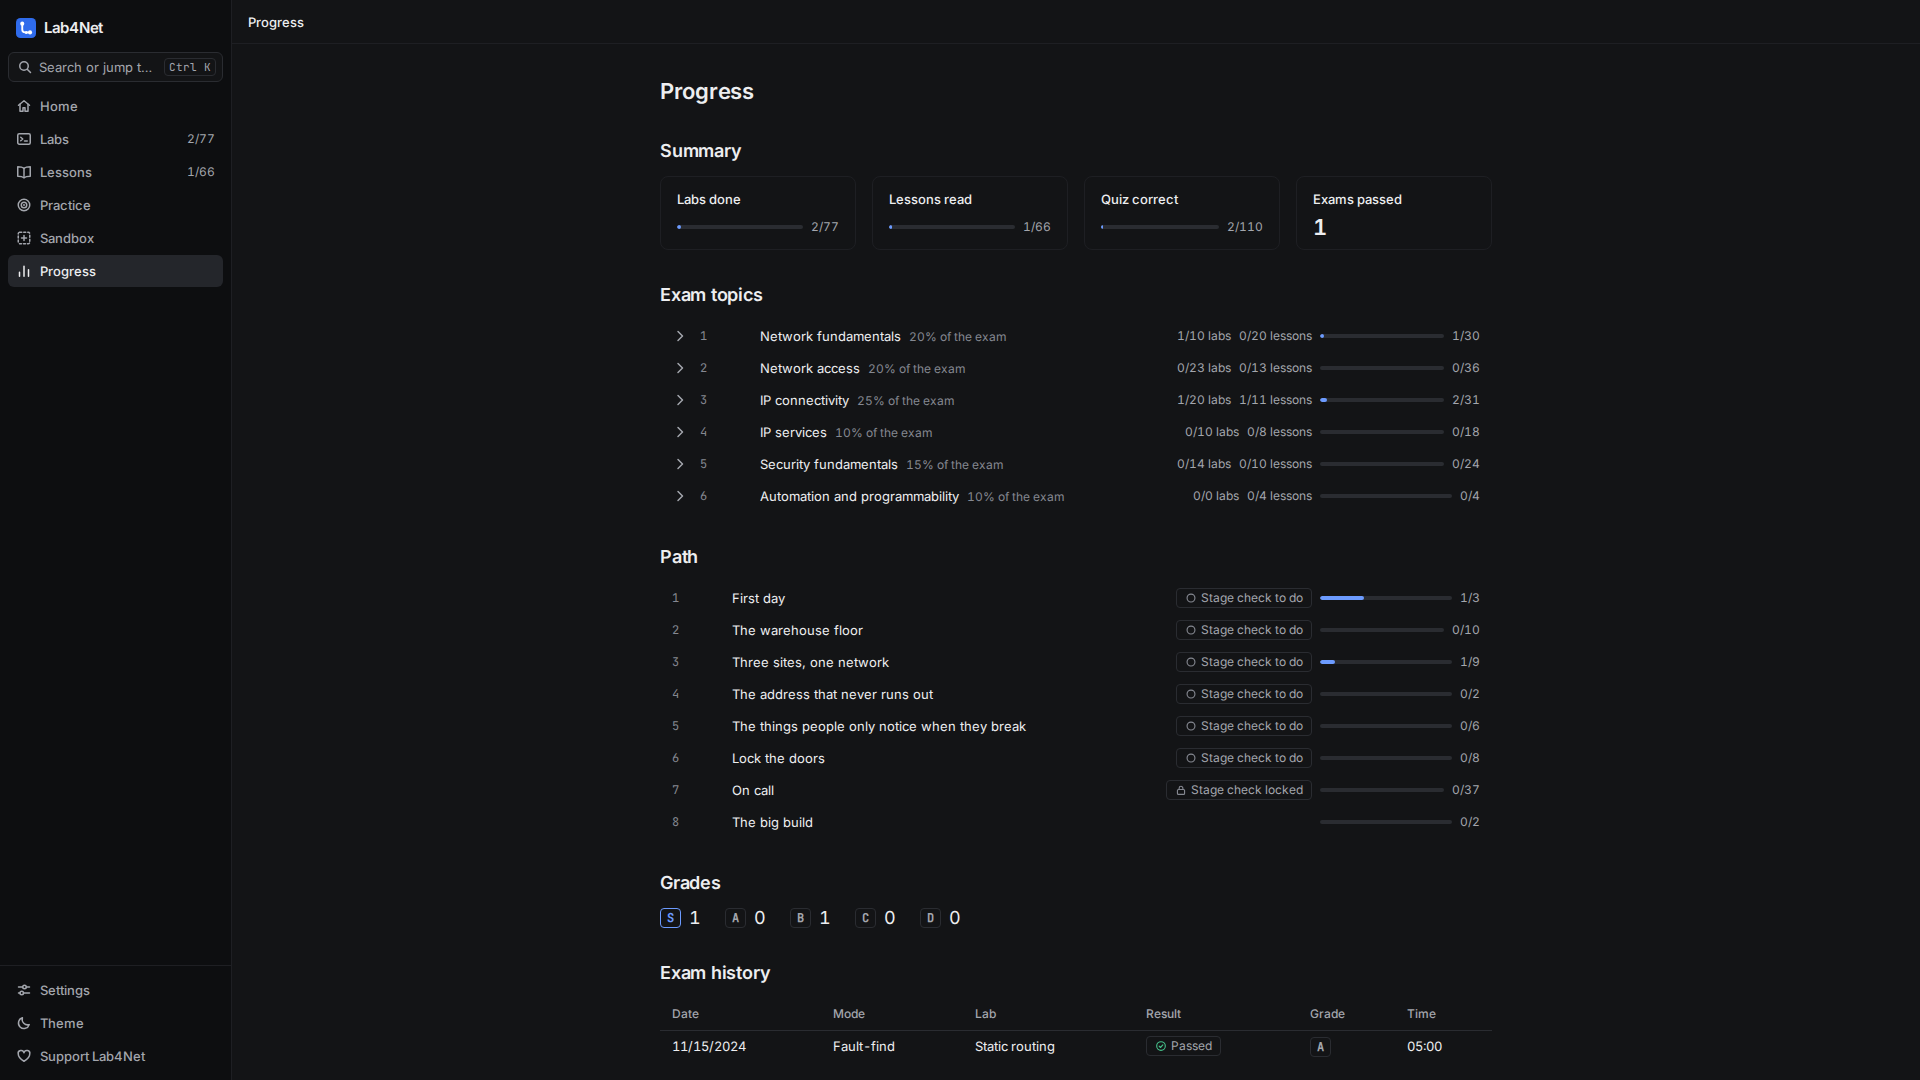 Lab4Net
Search or jump t... Ctrl K
Home
Labs 2/77
Lessons 1/66
Practice
Sandbox
Progress
Settings
Theme
Support Lab4Net
Progress
Progress
Summary
Labs done
2/77
Lessons read
1/66
Quiz correct
2/110
Exams passed
1
Exam topics
1 Network fundamentals 20% of the exam 1/10 labs 0/20 lessons 1/30
2 Network access 20% of the exam 0/23 labs 0/13 lessons 0/36
3 IP connectivity 25% of the exam 1/20 labs 1/11 lessons 2/31
4 IP services 10% of the exam 0/10 labs 0/8 lessons 0/18
5 Security fundamentals 15% of the exam 0/14 labs 0/10 lessons 0/24
6 Automation and programmability 10% of the exam 0/0 labs 0/4 lessons 0/4
Path
1 First day Stage check to do 1/3
2 The warehouse floor Stage check to do 0/10
3 Three sites, one network Stage check to do 1/9
4 The address that never runs out Stage check to do 0/2
5 The things people only notice when they break Stage check to do 0/6
6 Lock the doors Stage check to do 0/8
7 On call Stage check locked 0/37
8 The big build 0/2
Grades
S 1 A 0 B 1 C 0 D 0
Exam history
Date Mode Lab Result Grade Time
11/15/2024 Fault-find Static routing Passed A 05:00